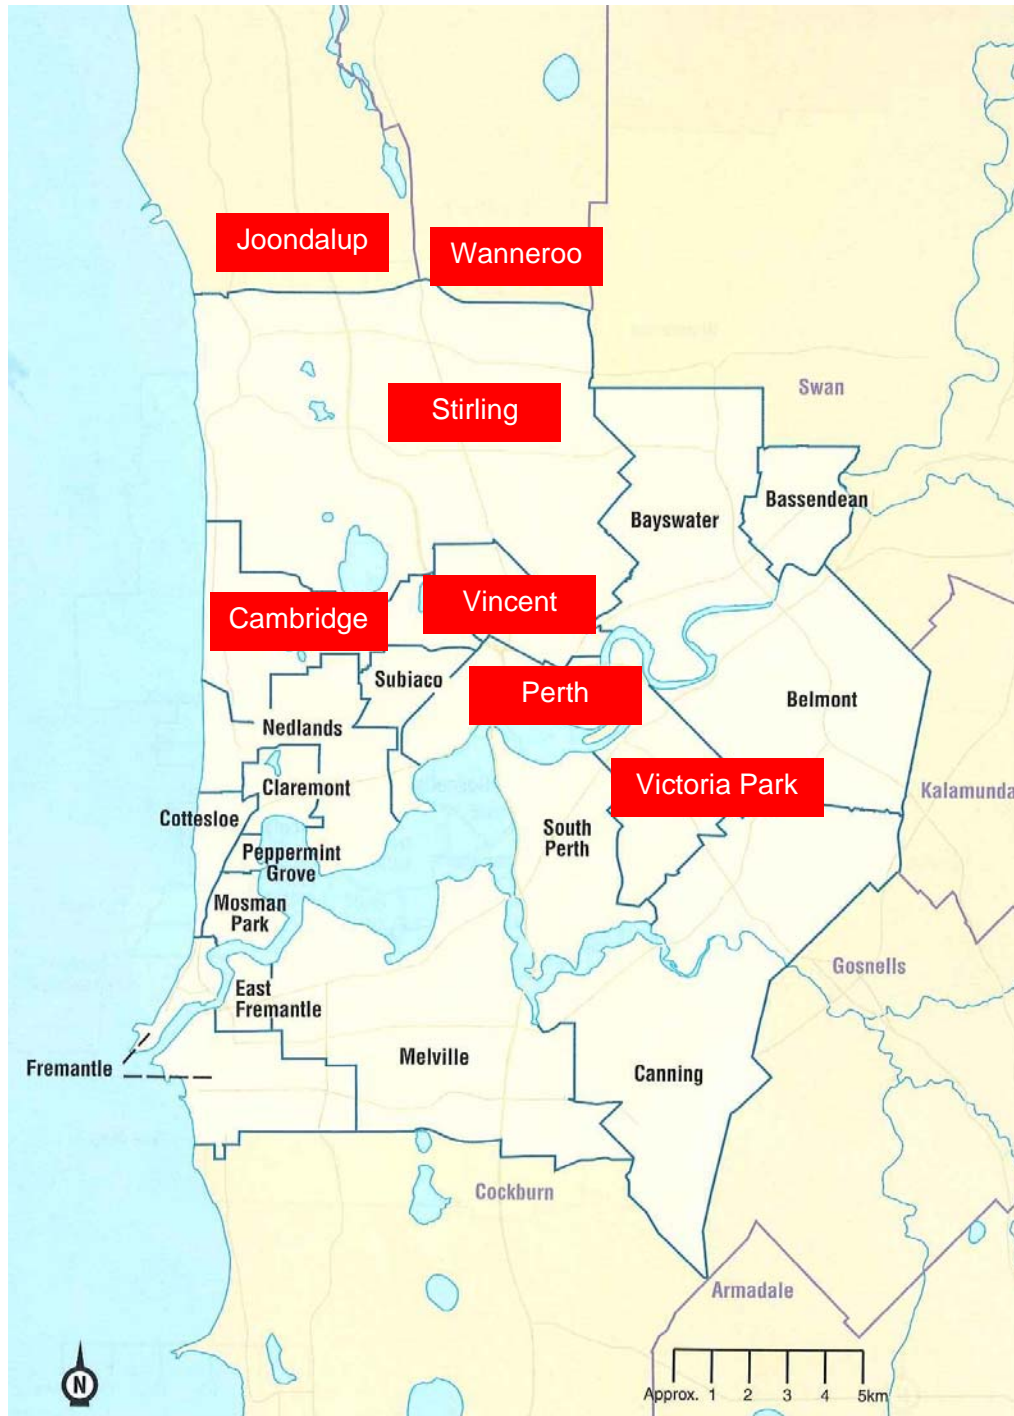 Joondalup
Wanneroo
Swan
Stirling
Bassendean
Bayswater
Vincent
Cambridge
Subiaco
Perth
Belmont
Nedlands
Victoria Park
Claremont
Kalamunda
Cottesloe
South
Perth
Peppermint
Grove
Mosman
Park
Gosnells
East
Fremantle
Melville
Fremantle
Canning
Cockburn
Armadale
N
Approx. 1 2 3 4 5km